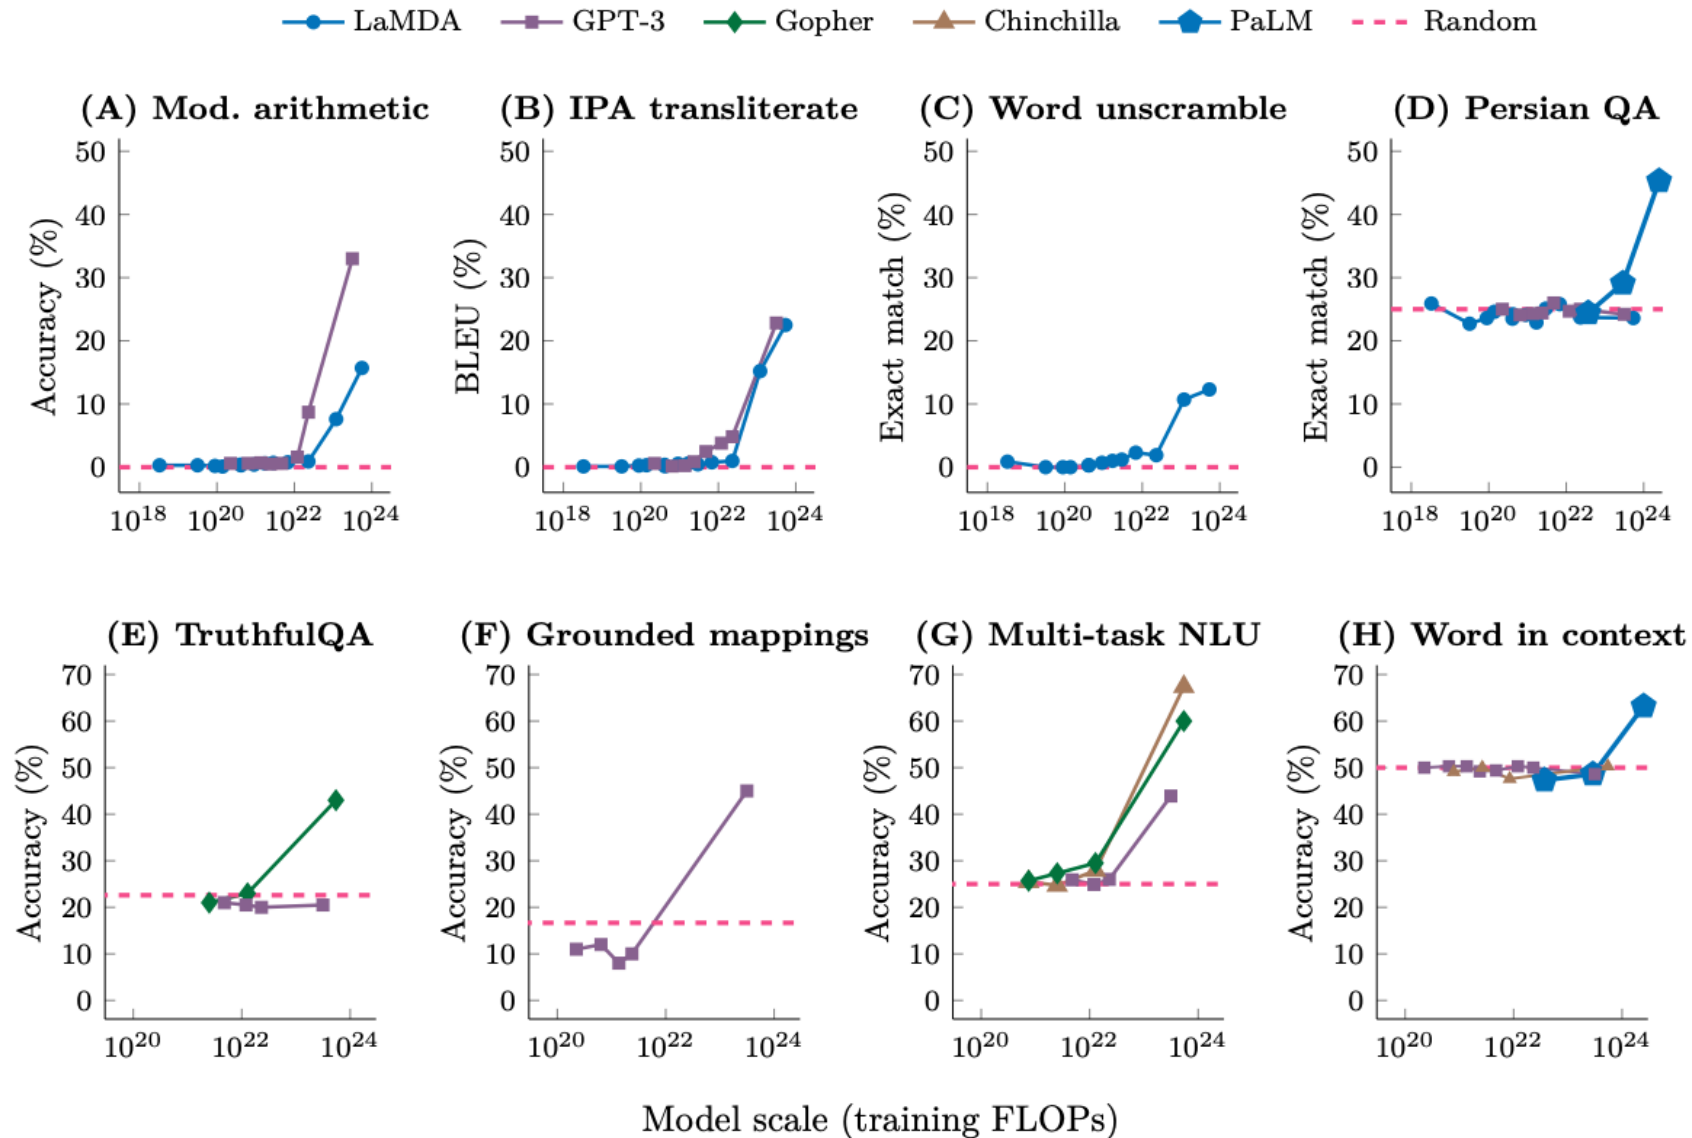 LaMDA GPT-3 Gopher Chinchilla PaLM Random
(A) Mod. arithmetic
Accuracy (%)
50
40
30
20
10
0
10^18 10^20 10^22 10^24
(B) IPA transliterate
BLEU (%)
50
40
30
20
10
0
10^18 10^20 10^22 10^24
(C) Word unscramble
Exact match (%)
50
40
30
20
10
0
10^18 10^20 10^22 10^24
(D) Persian QA
Exact match (%)
50
40
30
20
10
0
10^18 10^20 10^22 10^24
(E) TruthfulQA
Accuracy (%)
70
60
50
40
30
20
10
0
10^20 10^22 10^24
(F) Grounded mappings
Accuracy (%)
70
60
50
40
30
20
10
0
10^20 10^22 10^24
(G) Multi-task NLU
Accuracy (%)
70
60
50
40
30
20
10
0
10^20 10^22 10^24
(H) Word in context
Accuracy (%)
70
60
50
40
30
20
10
0
10^20 10^22 10^24
Model scale (training FLOPs)